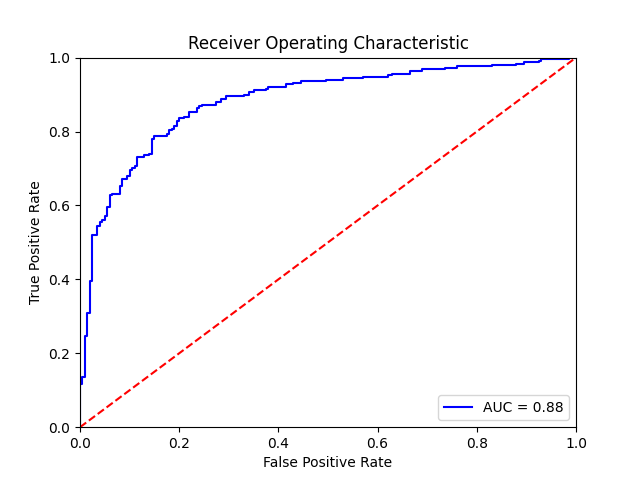 Receiver Operating Characteristic
1.0
0.8
0.6
0.4
0.2
0.0
True Positive Rate
AUC = 0.88
0.0 0.2 0.4 0.6 0.8 1.0
False Positive Rate